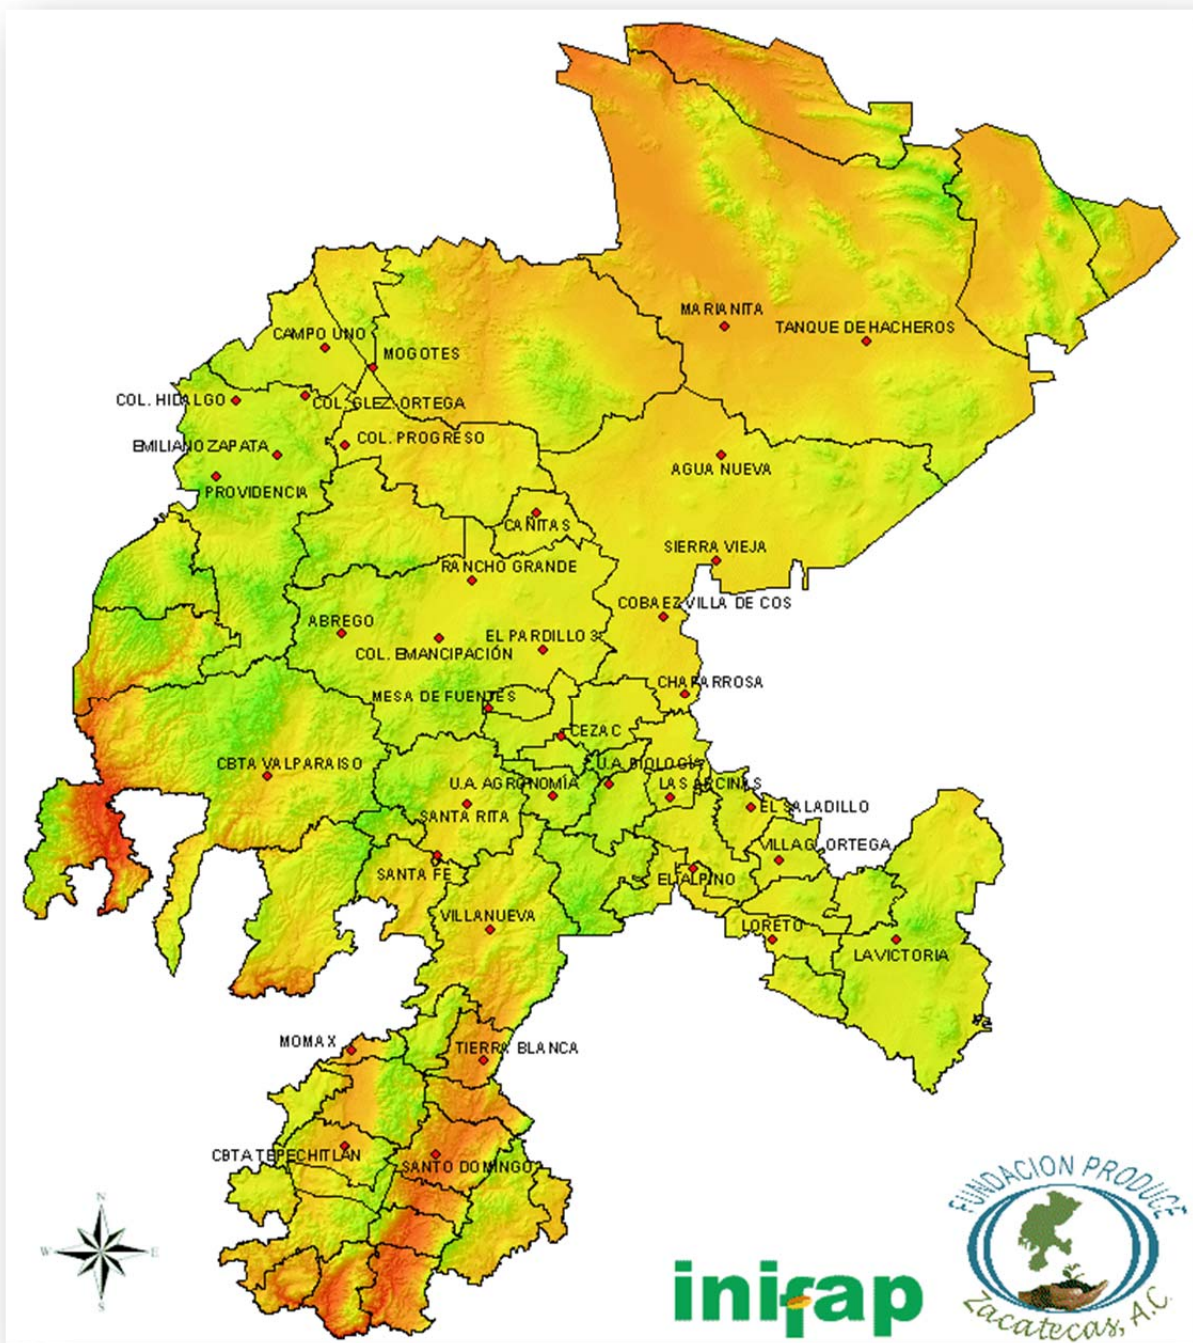 MARIANITA
TANQUE DE HACHEROS
CAMPO UNO
MOGOTES
COL. HIDALGO
COL. GLEZ. ORTEGA
COL. PROGRESO
EMILIANO ZAPATA
AGUA NUEVA
PROVIDENCIA
CAÑITAS
SIERRA VIEJA
RANCHO GRANDE
COBAEZ VILLA DE COS
ABREGO
EL PARDILLO 3
COL. EMANCIPACIÓN
CHAPARROSA
MESA DE FUENTES
CEZAC
CBTA VALPARAISO
U.A. BIOLOGÍA
U.A. AGRONOMÍA
LAS ARCINAS
EL SALADILLO
SANTA RITA
VILLA G. ORTEGA
SANTA FE
EL ALPINO
VILLANUEVA
LORETO
LA VICTORIA
MOMAX
TIERRA BLANCA
CBTA TEPECHITLÁN
SANTO DOMINGO
N
W E
S
FUNDACION PRODUCE
Zacatecas, A.C.
inifap